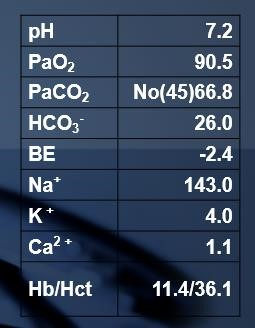 pH 7.2
PaO₂ 90.5
PaCO₂ No(45)66.8
HCO₃⁻ 26.0
BE -2.4
Na⁺ 143.0
K⁺ 4.0
Ca²⁺ 1.1
Hb/Hct 11.4/36.1